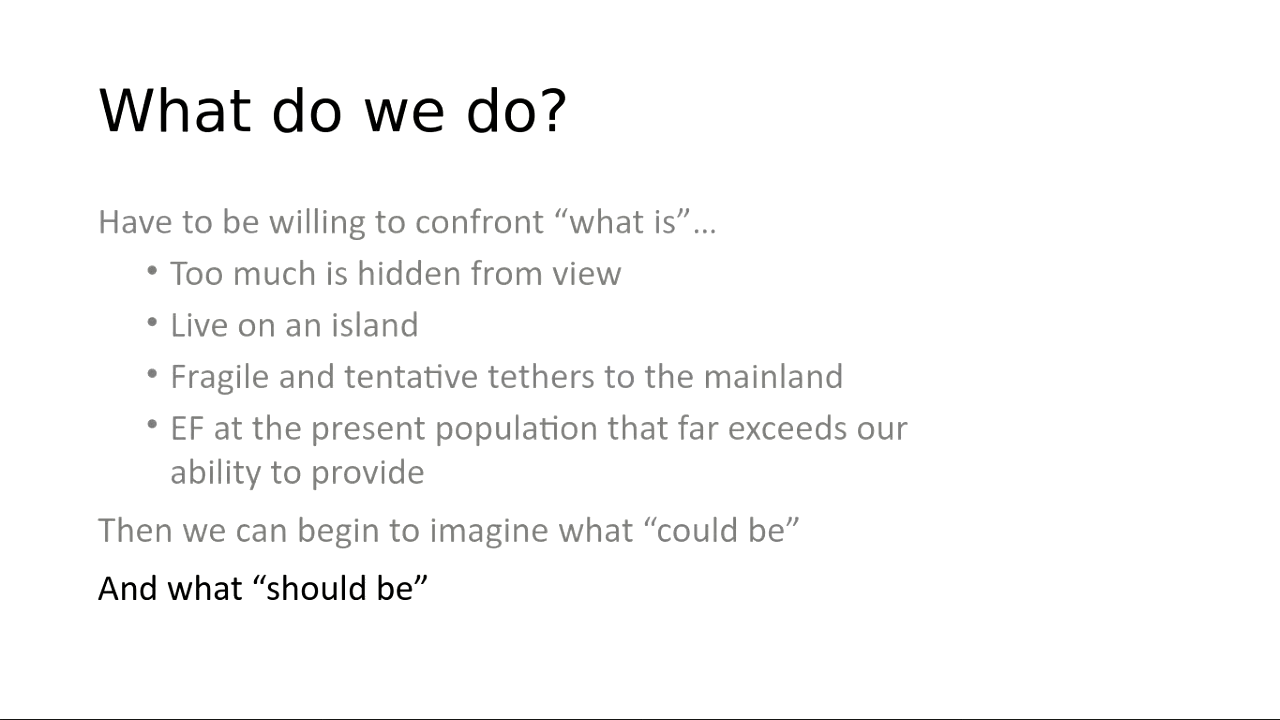 What do we do?
Have to be willing to confront “what is”…
• Too much is hidden from view
• Live on an island
• Fragile and tentative tethers to the mainland
• EF at the present population that far exceeds our
ability to provide
Then we can begin to imagine what “could be”
And what “should be”